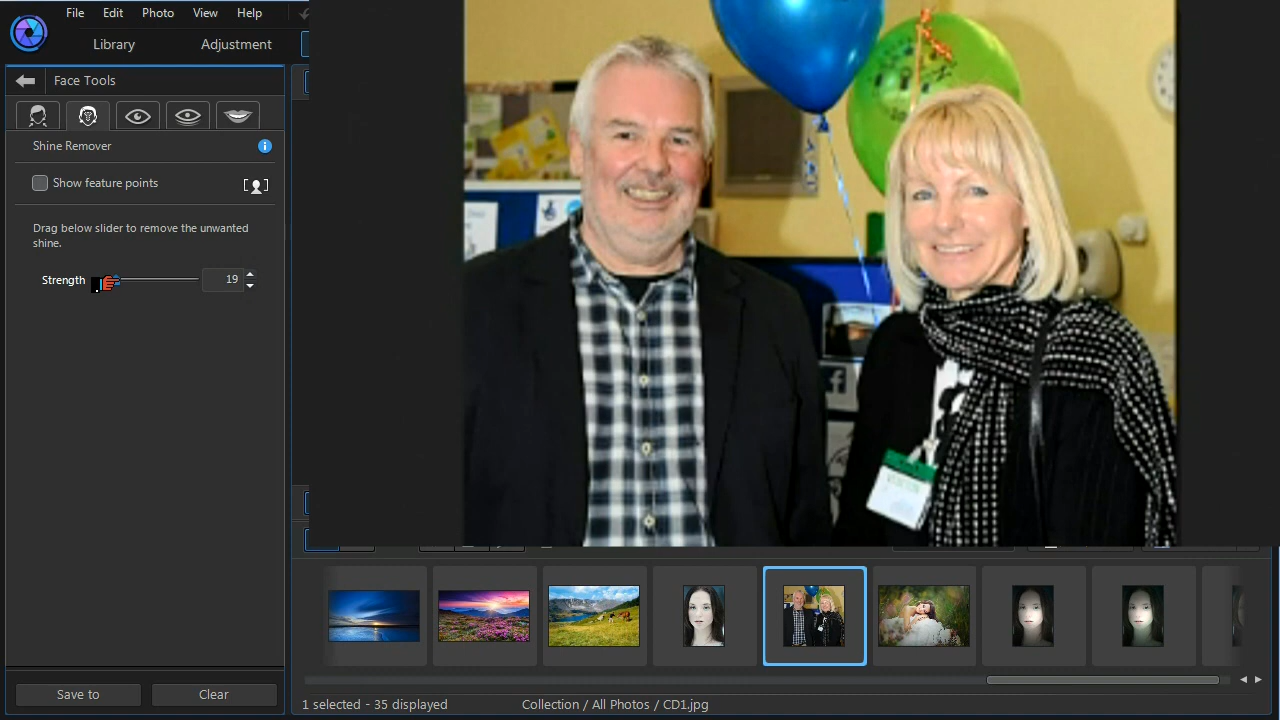 File Edit Photo View Help
Library Adjustment
Face Tools
Shine Remover
Show feature points
Drag below slider to remove the unwanted
shine.
Strength 19
VISITOR
Save to Clear
1 selected - 35 displayed Collection / All Photos / CD1.jpg